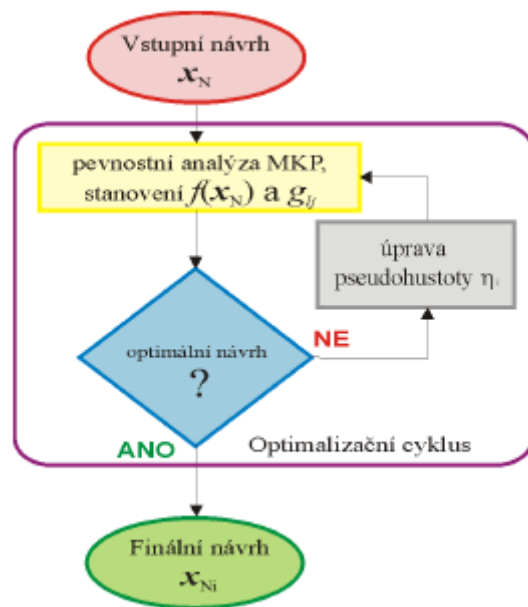 Vstupní návrh
x_N
pevnostní analýza MKP,
stanovení f(x_N) a g_lj
úprava
pseudohustoty η_i
NE
optimální návrh
?
ANO
Optimalizační cyklus
Finální návrh
x_Ni